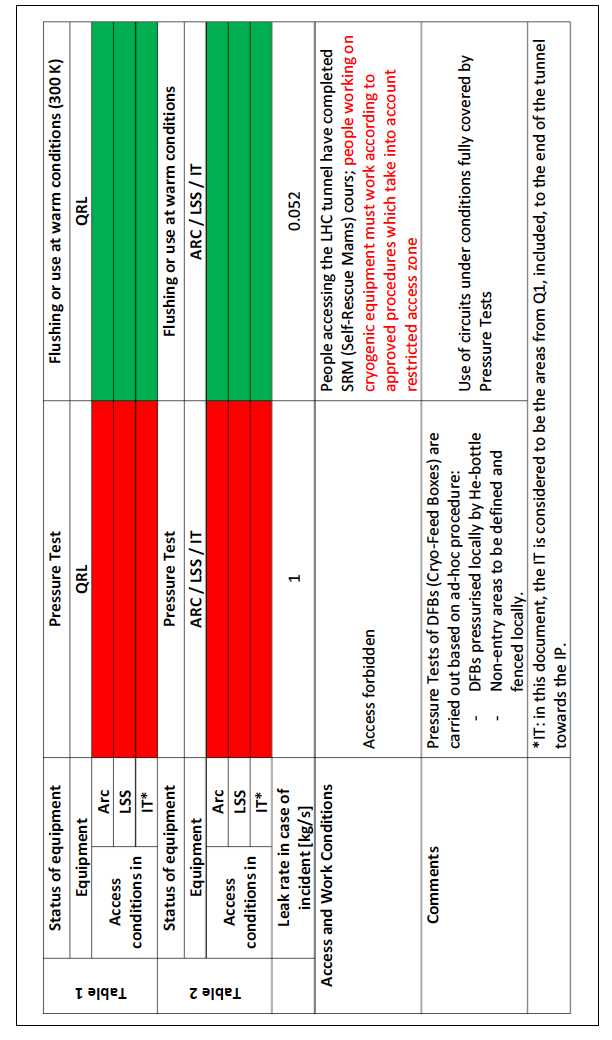 Table 1
Status of equipment
Pressure Test
Flushing or use at warm conditions (300 K)
Equipment
QRL
QRL
Access
conditions in
Arc
LSS
IT*
Table 2
Status of equipment
Pressure Test
Flushing or use at warm conditions
Equipment
ARC / LSS / IT
ARC / LSS / IT
Access
conditions in
Arc
LSS
IT*
Leak rate in case of
incident [kg/s]
1
0.052
Access and Work Conditions
Access forbidden
People accessing the LHC tunnel have completed
SRM (Self-Rescue Mams) cours; people working on
cryogenic equipment must work according to
approved procedures which take into account
restricted access zone
Comments
Pressure Tests of DFBs (Cryo-Feed Boxes) are
carried out based on ad-hoc procedure:
- DFBs pressurised locally by He-bottle
- Non-entry areas to be defined and
fenced locally.
Use of circuits under conditions fully covered by
Pressure Tests
*IT: in this document, the IT is considered to be the areas from Q1, included, to the end of the tunnel
towards the IP.